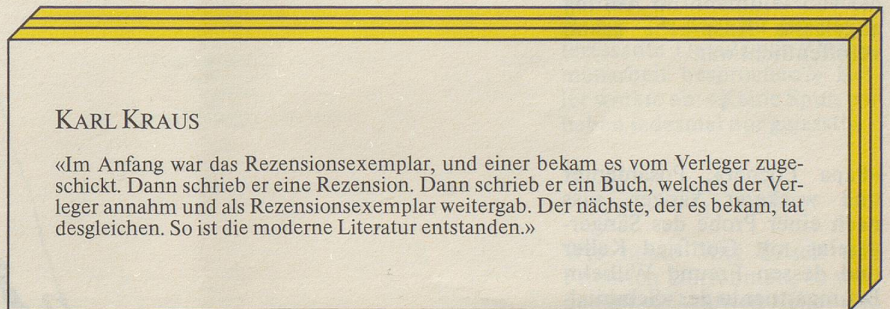 KARL KRAUS
«Im Anfang war das Rezensionsexemplar, und einer bekam es vom Verleger zuge-
schickt. Dann schrieb er eine Rezension. Dann schrieb er ein Buch, welches der Ver-
leger annahm und als Rezensionsexemplar weitergab. Der nächste, der es bekam, tat
desgleichen. So ist die moderne Literatur entstanden.»